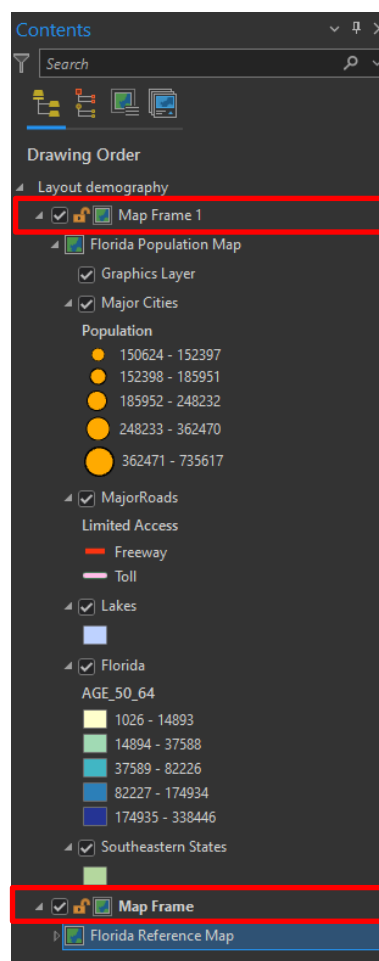 Contents
Search
Drawing Order
Layout demography
Map Frame 1
Florida Population Map
Graphics Layer
Major Cities
Population
150624 - 152397
152398 - 185951
185952 - 248232
248233 - 362470
362471 - 735617
MajorRoads
Limited Access
Freeway
Toll
Lakes
Florida
AGE_50_64
1026 - 14893
14894 - 37588
37589 - 82226
82227 - 174934
174935 - 338446
Southeastern States
Map Frame
Florida Reference Map